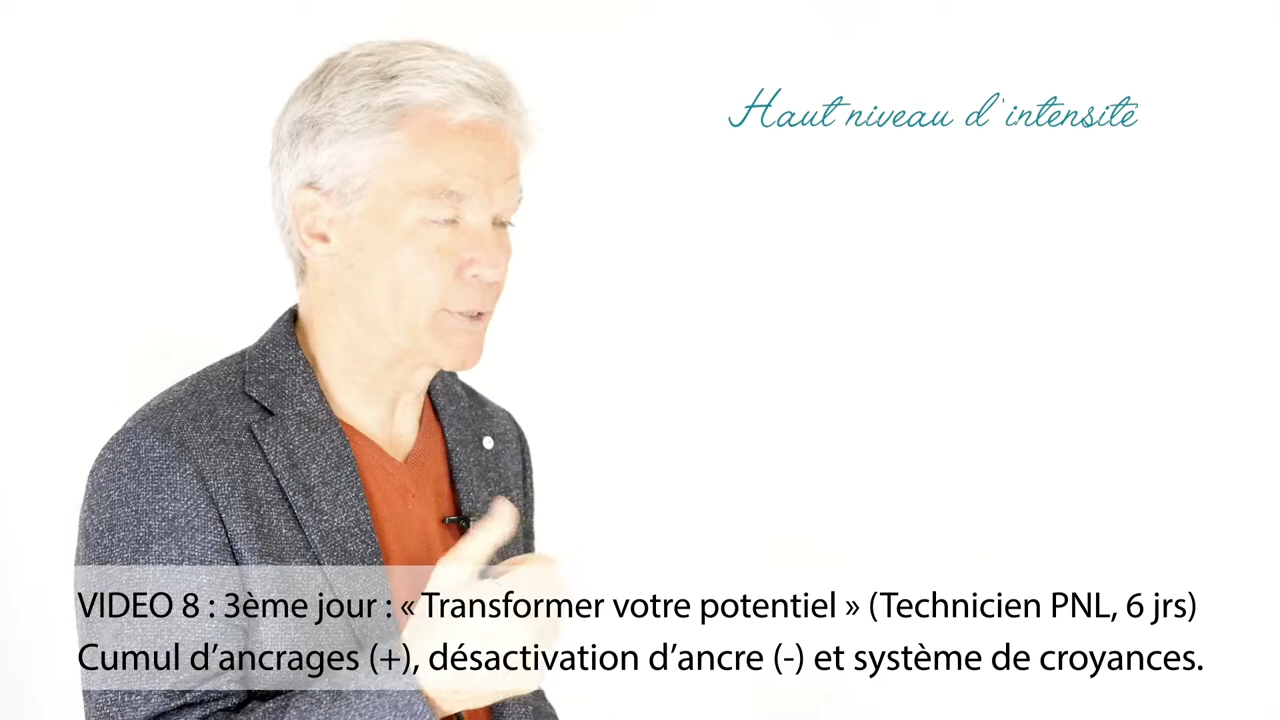 Haut niveau d'intensité
VIDEO 8 : 3ème jour : « Transformer votre potentiel » (Technicien PNL, 6 jrs)
Cumul d’ancrages (+), désactivation d’ancre (-) et système de croyances.